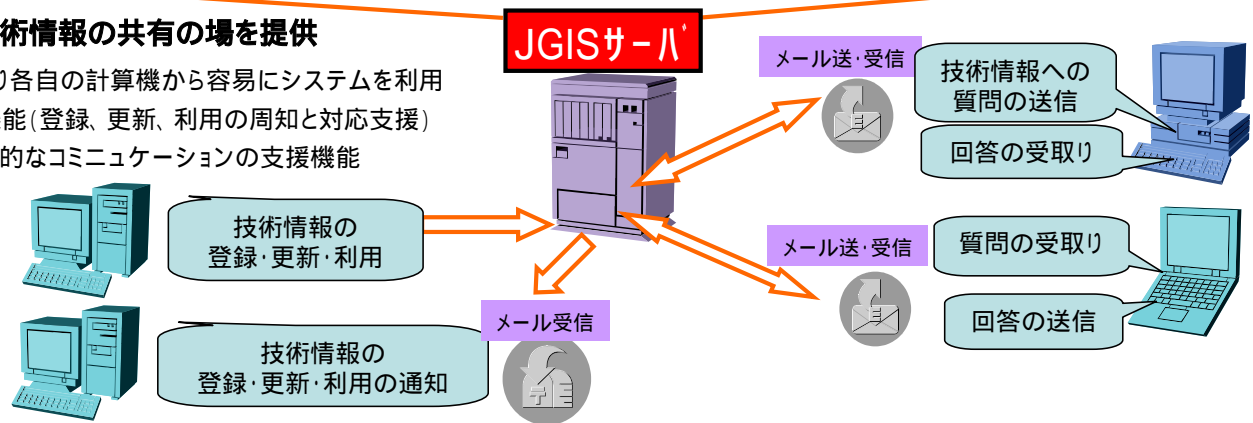 術情報の共有の場を提供
り各自の計算機から容易にシステムを利用
能(登録、更新、利用の周知と対応支援)
的なコミニュケーションの支援機能
JGISサーバ
メール送・受信
技術情報への
質問の送信
回答の受取り
技術情報の
登録・更新・利用
メール送・受信
質問の受取り
回答の送信
メール受信
技術情報の
登録・更新・利用の通知